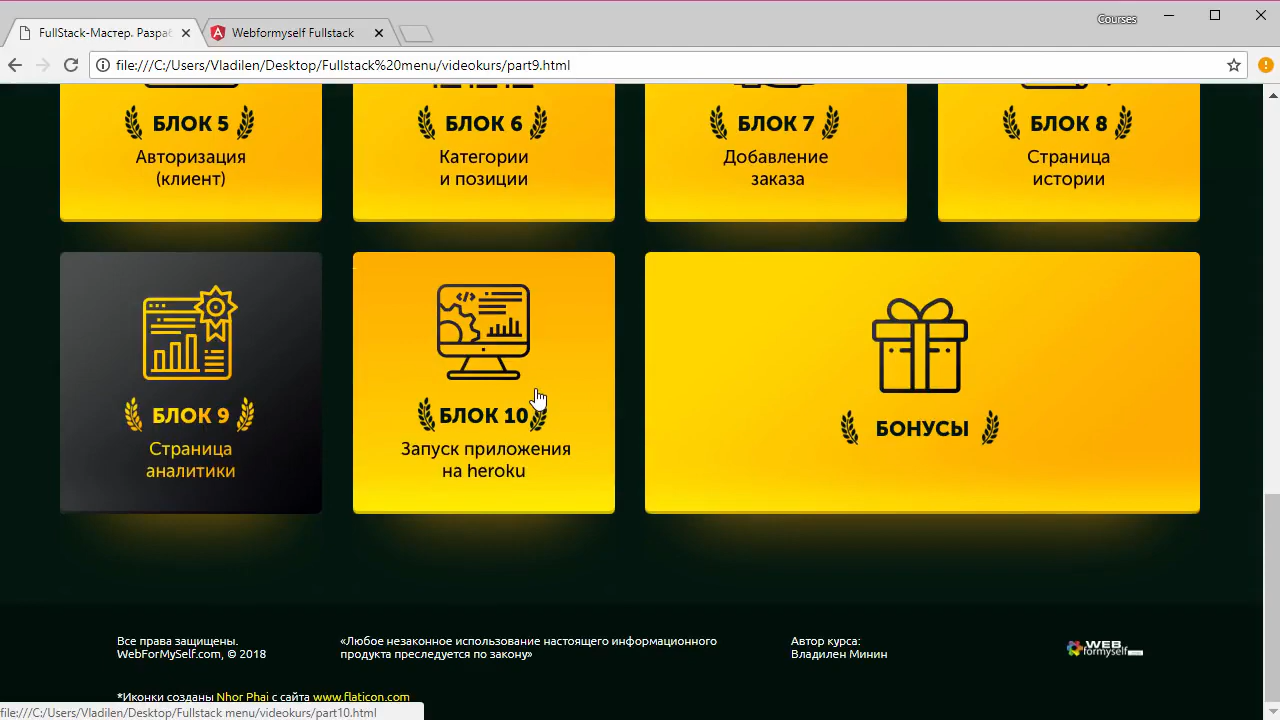 FullStack-Мастер. Разраб
Webformyself Fullstack
Courses
file:///C:/Users/Vladilen/Desktop/Fullstack%20menu/videokurs/part9.html
БЛОК 5
Авторизация
(клиент)
БЛОК 6
Категории
и позиции
БЛОК 7
Добавление
заказа
БЛОК 8
Страница
истории
БЛОК 9
Страница
аналитики
БЛОК 10
Запуск приложения
на heroku
БОНУСЫ
Все права защищены.
WebForMySelf.com, © 2018
«Любое незаконное использование настоящего информационного
продукта преследуется по закону»
Автор курса:
Владилен Минин
WEB
formyself
*Иконки созданы Nhor Phai с сайта www.flaticon.com
file:///C:/Users/Vladilen/Desktop/Fullstack menu/videokurs/part10.html